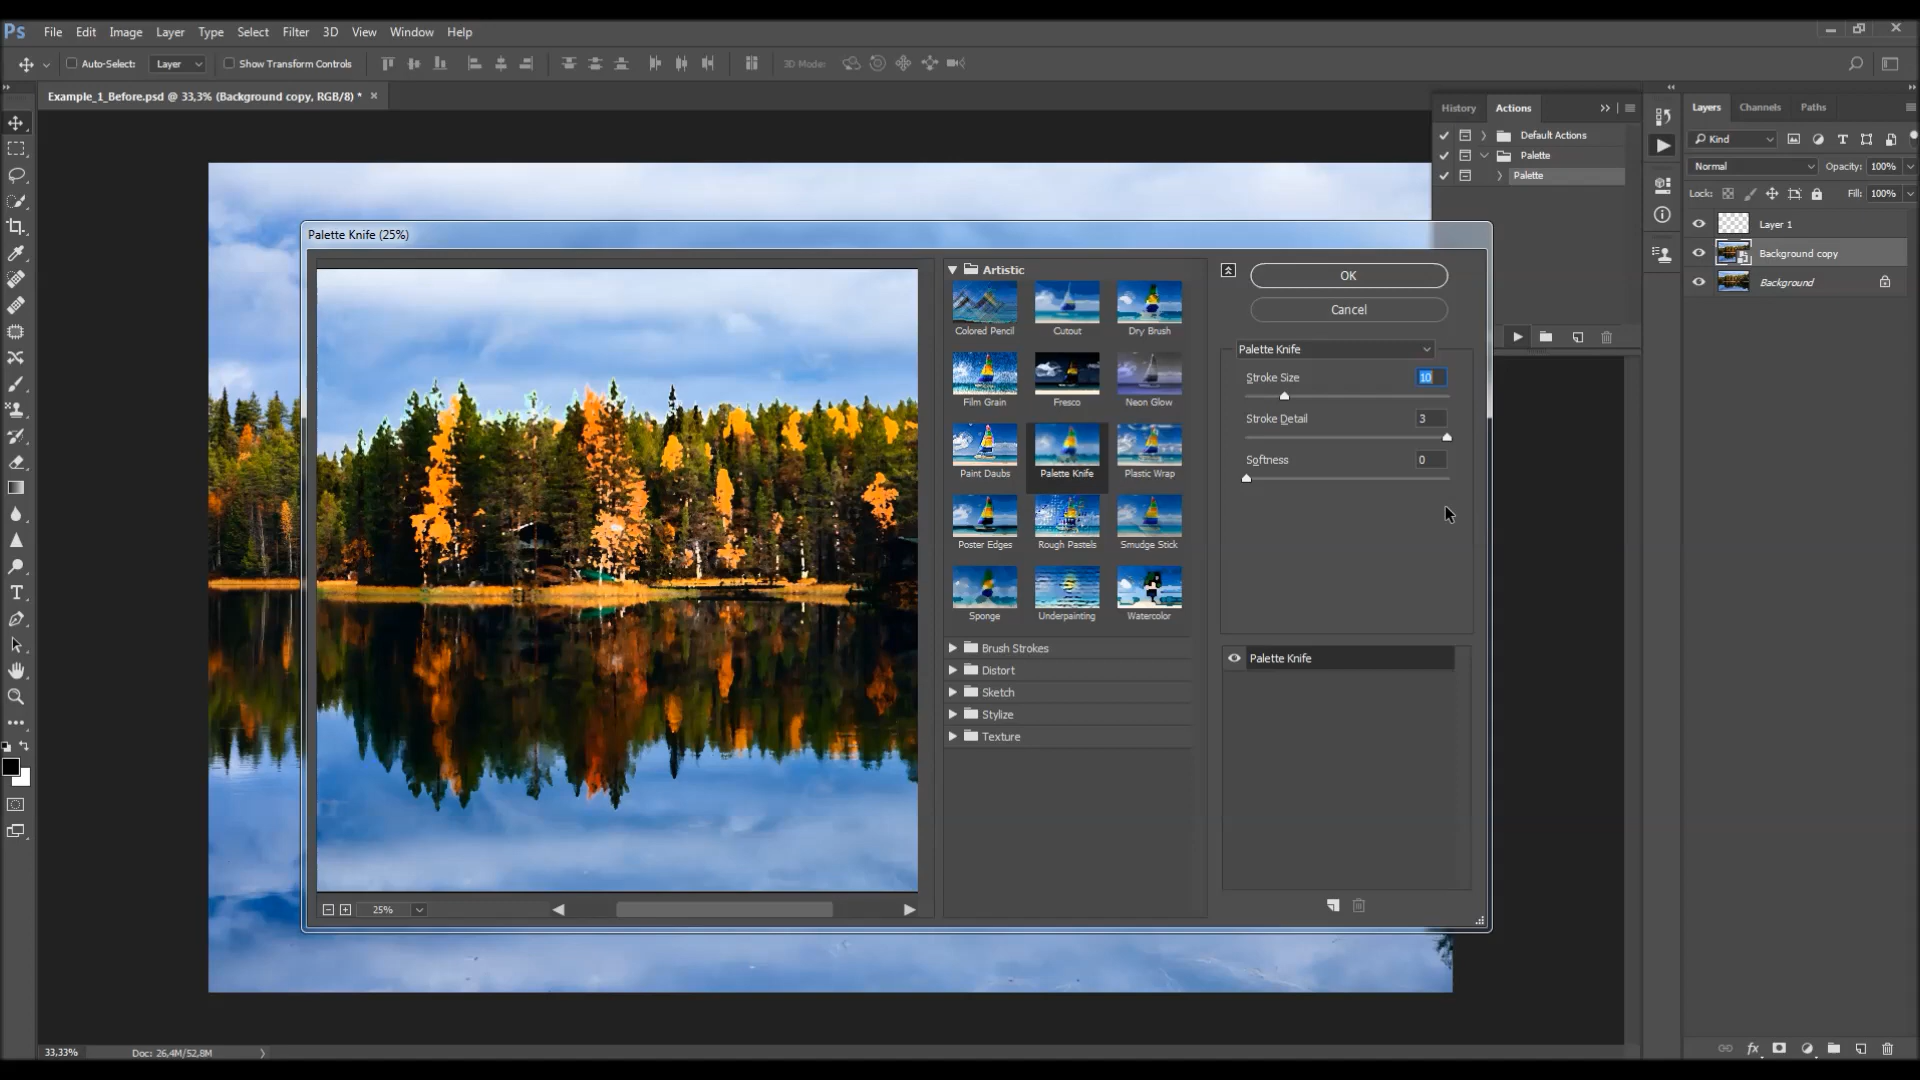 Ps File Edit Image Layer Type Select Filter 3D View Window Help
Auto-Select: Layer Show Transform Controls 3D Mode:
Example_1_Before.psd @ 33,3% (Background copy, RGB/8) * ×
History Actions
Default Actions
Palette
Palette
Layers Channels Paths
Kind
Normal Opacity: 100%
Lock: Fill: 100%
Layer 1
Background copy
Background
Palette Knife (25%)
Artistic
Colored Pencil Cutout Dry Brush
Film Grain Fresco Neon Glow
Paint Daubs Palette Knife Plastic Wrap
Poster Edges Rough Pastels Smudge Stick
Sponge Underpainting Watercolor
Brush Strokes
Distort
Sketch
Stylize
Texture
OK
Cancel
Palette Knife
Stroke Size 10
Stroke Detail 3
Softness 0
Palette Knife
25%
33,33% Doc: 26,4M/52,8M
fx